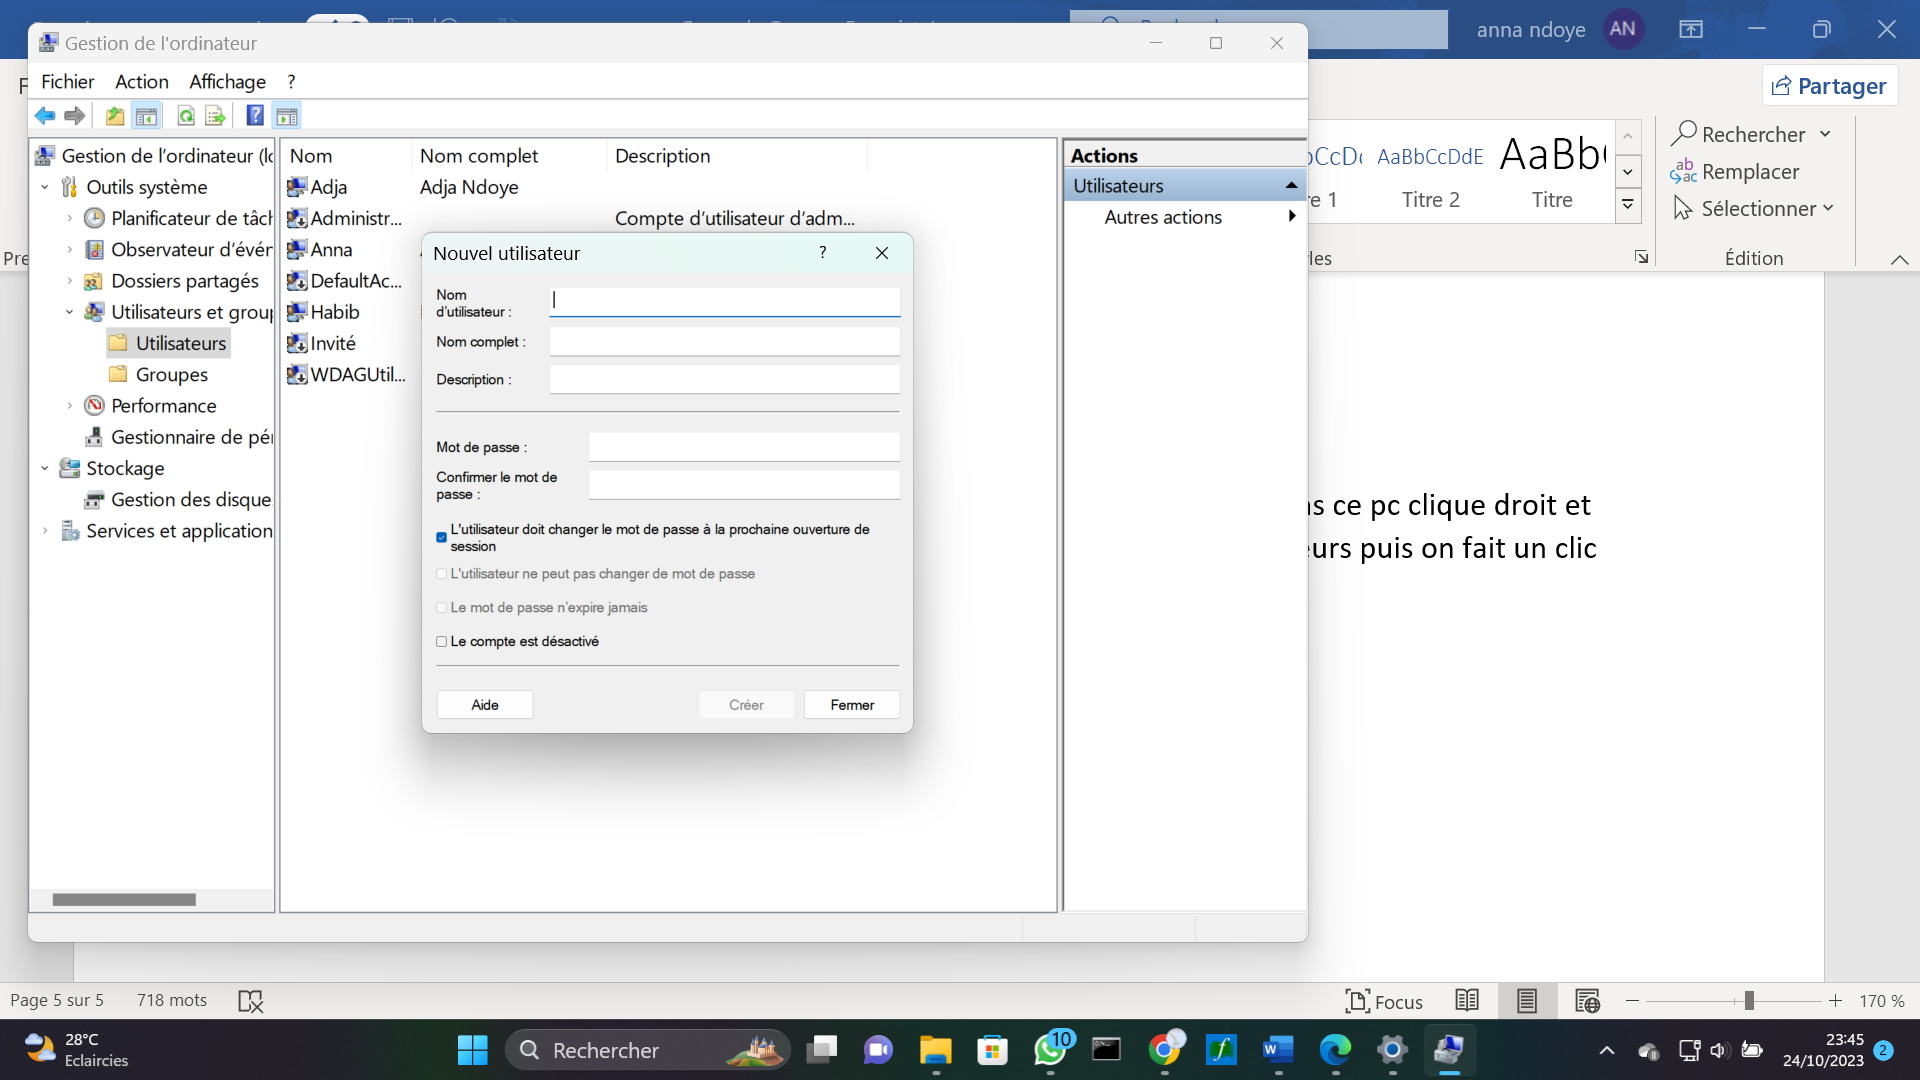 anna ndoye
AN
Gestion de l'ordinateur
Fichier Action Affichage ?
Partager
Gestion de l'ordinateur (lo
Outils système
Planificateur de tâch
Observateur d'évén
Dossiers partagés
Utilisateurs et group
Utilisateurs
Groupes
Performance
Gestionnaire de pér
Stockage
Gestion des disque
Services et application
Nom Nom complet Description
Adja Adja Ndoye
Administr... Compte d'utilisateur d'adm...
Anna
DefaultAc...
Habib
Invité
WDAGUtil...
Actions
Utilisateurs
Autres actions
Nouvel utilisateur ?
Nom
d'utilisateur :
Nom complet :
Description :
Mot de passe :
Confirmer le mot de
passe :
L'utilisateur doit changer le mot de passe à la prochaine ouverture de
session
L'utilisateur ne peut pas changer de mot de passe
Le mot de passe n'expire jamais
Le compte est désactivé
Aide Créer Fermer
AaBbCcDdE
Titre 2
Titre
Rechercher
Remplacer
Sélectionner
Édition
s ce pc clique droit et
eurs puis on fait un clic
Page 5 sur 5 718 mots
Focus
170 %
28°C
Eclaircies
Rechercher
10
23:45
24/10/2023
2